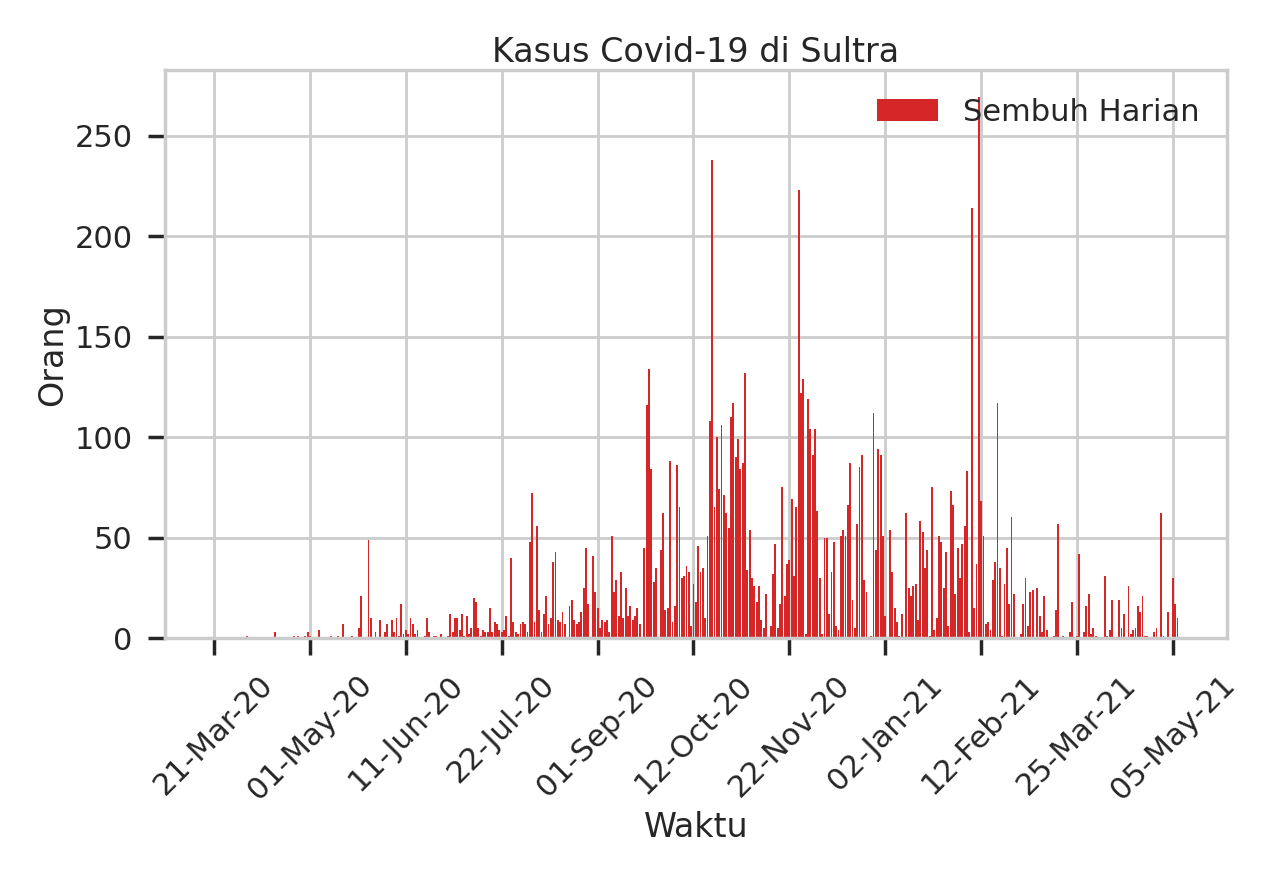 Kasus Covid-19 di Sultra
Sembuh Harian
Orang
250
200
150
100
50
0
21-Mar-20
01-May-20
11-Jun-20
22-Jul-20
01-Sep-20
12-Oct-20
22-Nov-20
02-Jan-21
12-Feb-21
25-Mar-21
05-May-21
Waktu